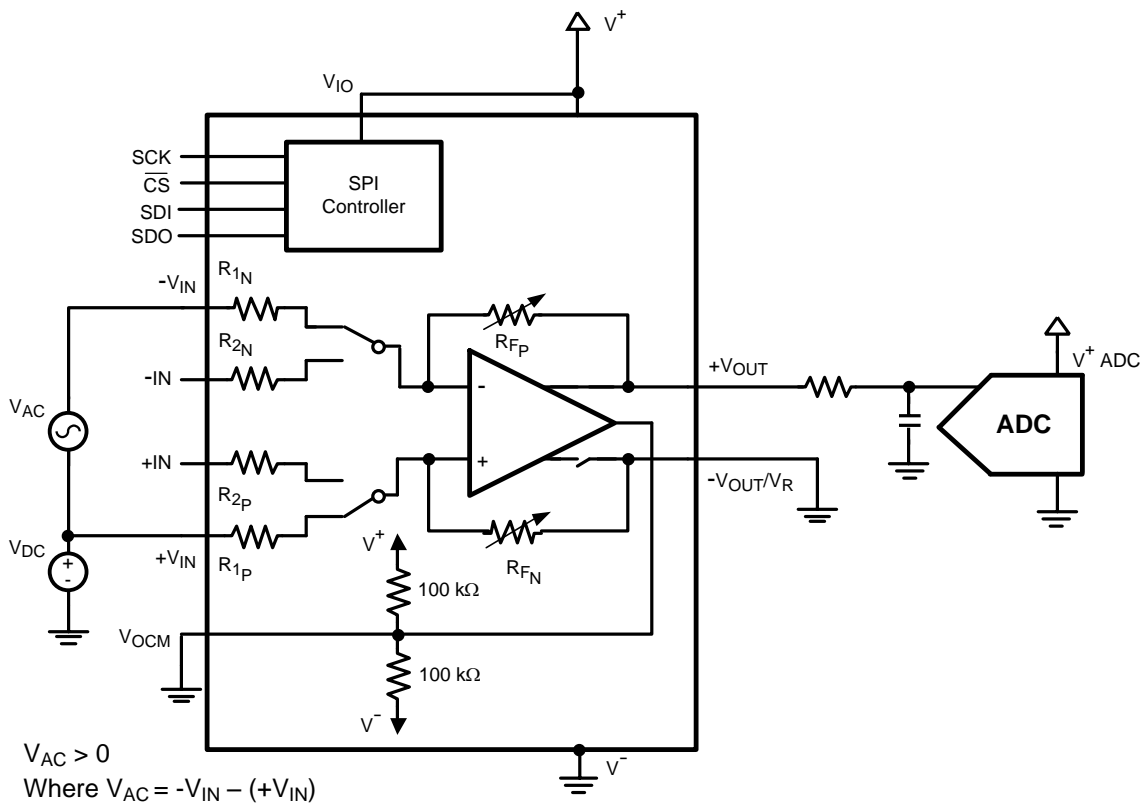 V+
VIO
SCK
CS
SDI
SDO
SPI
Controller
-VIN
R1N
R2N
-IN
VAC
+IN
R2P
VDC
+VIN
R1P
RFP
-
+
+VOUT
-VOUT/VR
RFN
V+ ADC
ADC
+
-
V+
100 kΩ
VOCM
100 kΩ
V-
V-
VAC > 0
Where VAC = -VIN – (+VIN)